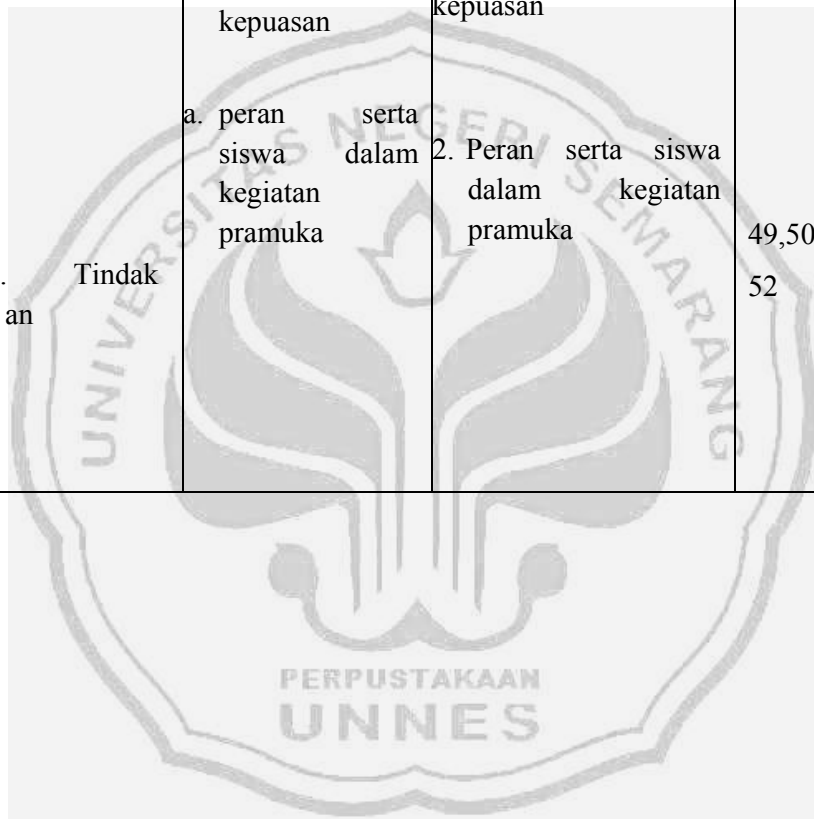 kepuasan
kepuasan
a. peran serta
siswa dalam
kegiatan
pramuka
2. Peran serta siswa
dalam kegiatan
pramuka
49,50
52
. Tindak
an
UNIVERSITAS NEGERI SEMARANG
PERPUSTAKAAN
UNNES